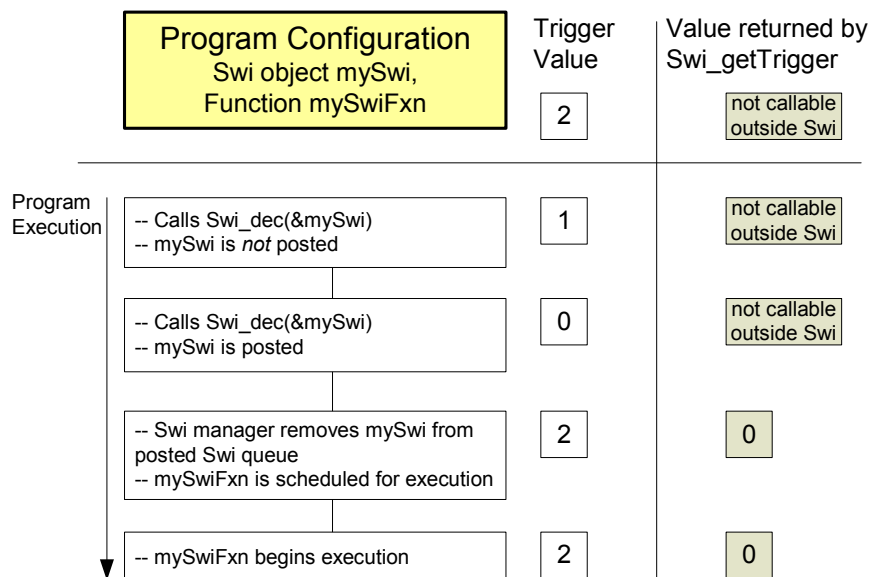 Program Configuration
Swi object mySwi,
Function mySwiFxn
Trigger
Value
Value returned by
Swi_getTrigger
2
not callable
outside Swi
Program
Execution
-- Calls Swi_dec(&mySwi)
-- mySwi is not posted
1
not callable
outside Swi
-- Calls Swi_dec(&mySwi)
-- mySwi is posted
0
not callable
outside Swi
-- Swi manager removes mySwi from
posted Swi queue
-- mySwiFxn is scheduled for execution
2
0
-- mySwiFxn begins execution
2
0